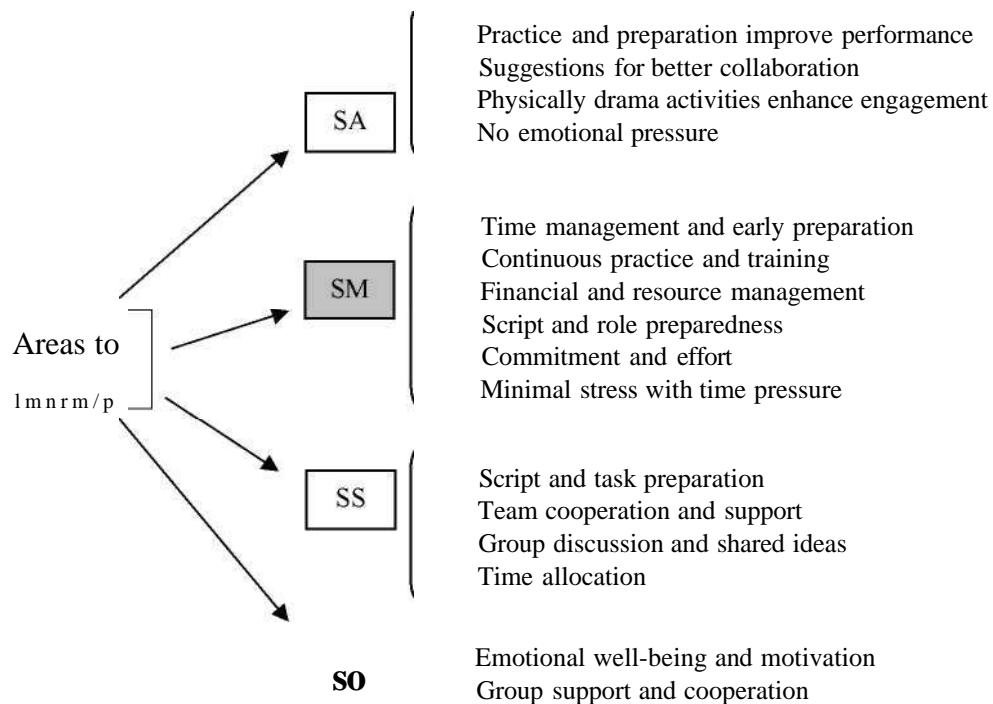 Practice and preparation improve performance
Suggestions for better collaboration
Physically drama activities enhance engagement
No emotional pressure
SA
Time management and early preparation
Continuous practice and training
Financial and resource management
Script and role preparedness
Commitment and effort
Minimal stress with time pressure
SM
Areas to
lmnrm/p
Script and task preparation
Team cooperation and support
Group discussion and shared ideas
Time allocation
SS
Emotional well-being and motivation
Group support and cooperation
so